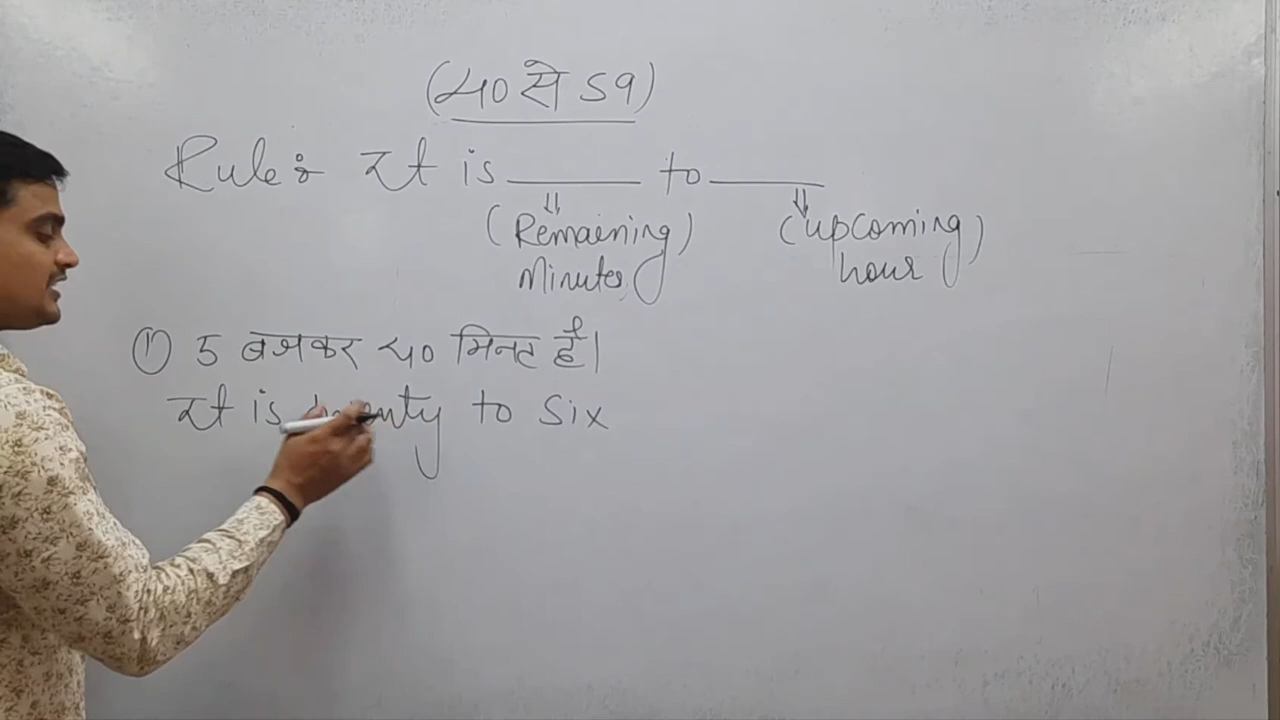 (40 से 59)
Rule: It is ______ to ______
(Remaining Minutes) (upcoming hour)
① 5 बजकर 40 मिनट है।
It is twenty to six